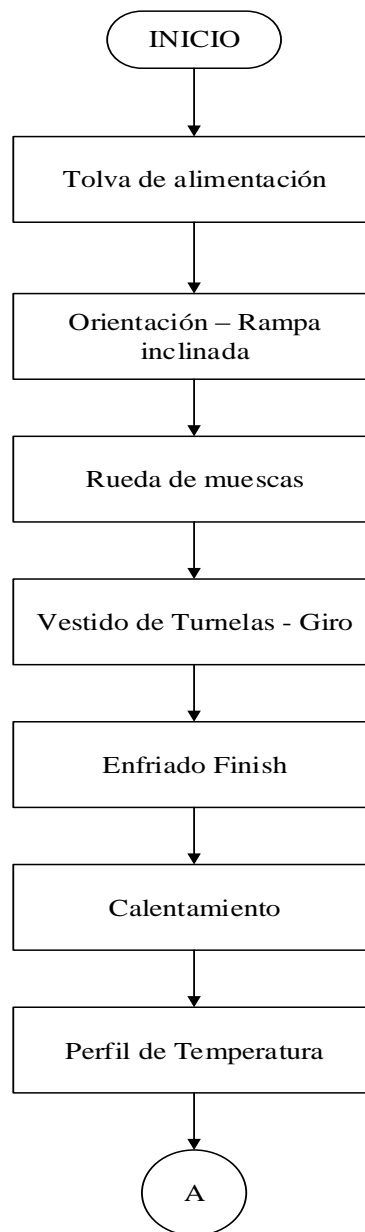 INICIO
Tolva de alimentación
Orientación – Rampa
inclinada
Rueda de muescas
Vestido de Turnelas - Giro
Enfriado Finish
Calentamiento
Perfil de Temperatura
A